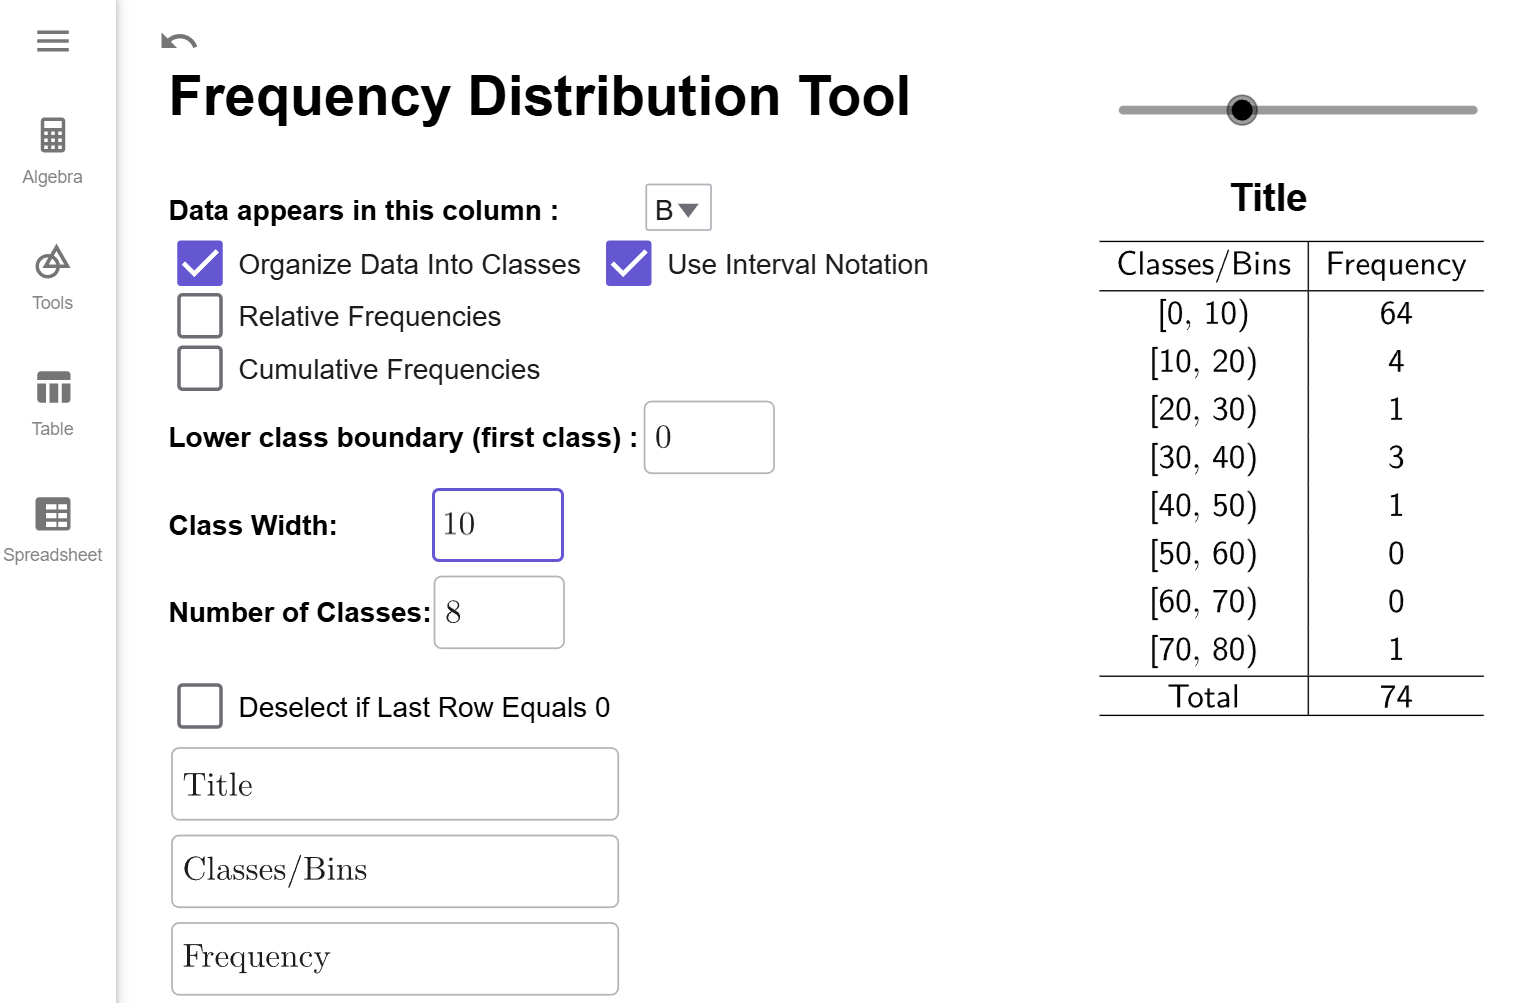 Algebra
Tools
Table
Spreadsheet
Frequency Distribution Tool
Data appears in this column : B
Organize Data Into Classes Use Interval Notation
Relative Frequencies
Cumulative Frequencies
Lower class boundary (first class) : 0
Class Width: 10
Number of Classes: 8
Deselect if Last Row Equals 0
Title
Classes/Bins
Frequency
Title
Classes/Bins Frequency
[0, 10) 64
[10, 20) 4
[20, 30) 1
[30, 40) 3
[40, 50) 1
[50, 60) 0
[60, 70) 0
[70, 80) 1
Total 74